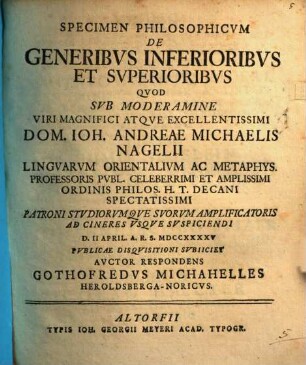 SPECIMEN PHILOSOPHICVM
DE
GENERIBVS INFERIORIBVS
ET SVPERIORIBVS
QVOD
SVB MODERAMINE
VIRI MAGNIFICI ATQVE EXCELLENTISSIMI
DOM. IOH. ANDREAE MICHAELIS
NAGELII
LINGVARVM ORIENTALIVM AC METAPHYS.
PROFESSORIS PVBL. CELEBERRIMI ET AMPLISSIMI
ORDINIS PHILOS. H. T. DECANI
SPECTATISSIMI
PATRONI STVDIORVMQVE SVORVM AMPLIFICATORIS
AD CINERES VSQVE SVSPICIENDI
D. II APRIL. A. R. S. MDCCXXXXV
PVBLICAE DISQVISITIONI SVBIICIET
AVCTOR RESPONDENS
GOTHOFREDVS MICHAHELLES
HEROLDSBERGA-NORICVS.
ALTORFII
TYPIS IOH. GEORGII MEYERI ACAD. TYPOGR.